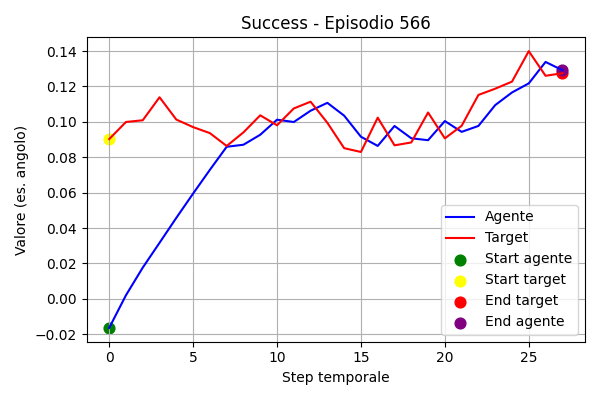 Success - Episodio 566
Valore (es. angolo)
0.14
0.12
0.10
0.08
0.06
0.04
0.02
0.00
−0.02
0
5
10
15
20
25
Step temporale
Agente
Target
Start agente
Start target
End target
End agente